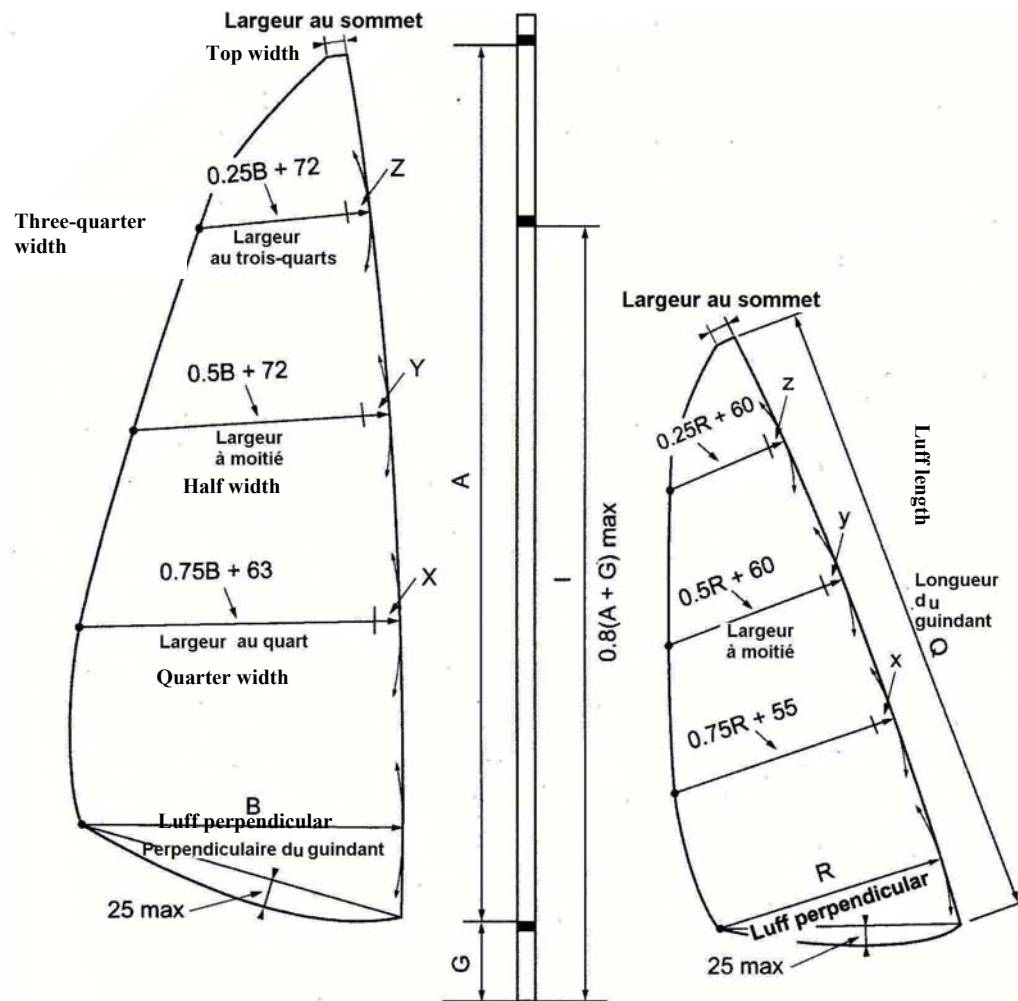 Largeur au sommet
Top width
0.25B + 72
Z
Three-quarter
width
Largeur
au trois-quarts
0.5B + 72
Y
Largeur
à moitié
Half width
0.75B + 63
X
Largeur au quart
Quarter width
B
Luff perpendicular
Perpendiculaire du guindant
25 max
A
G
I
0.8(A + G) max
Largeur au sommet
z
0.25R + 60
Luff length
y
0.5R + 60
Largeur
à moitié
Longueur
du
guindant
Q
x
0.75R + 55
R
Luff perpendicular
25 max